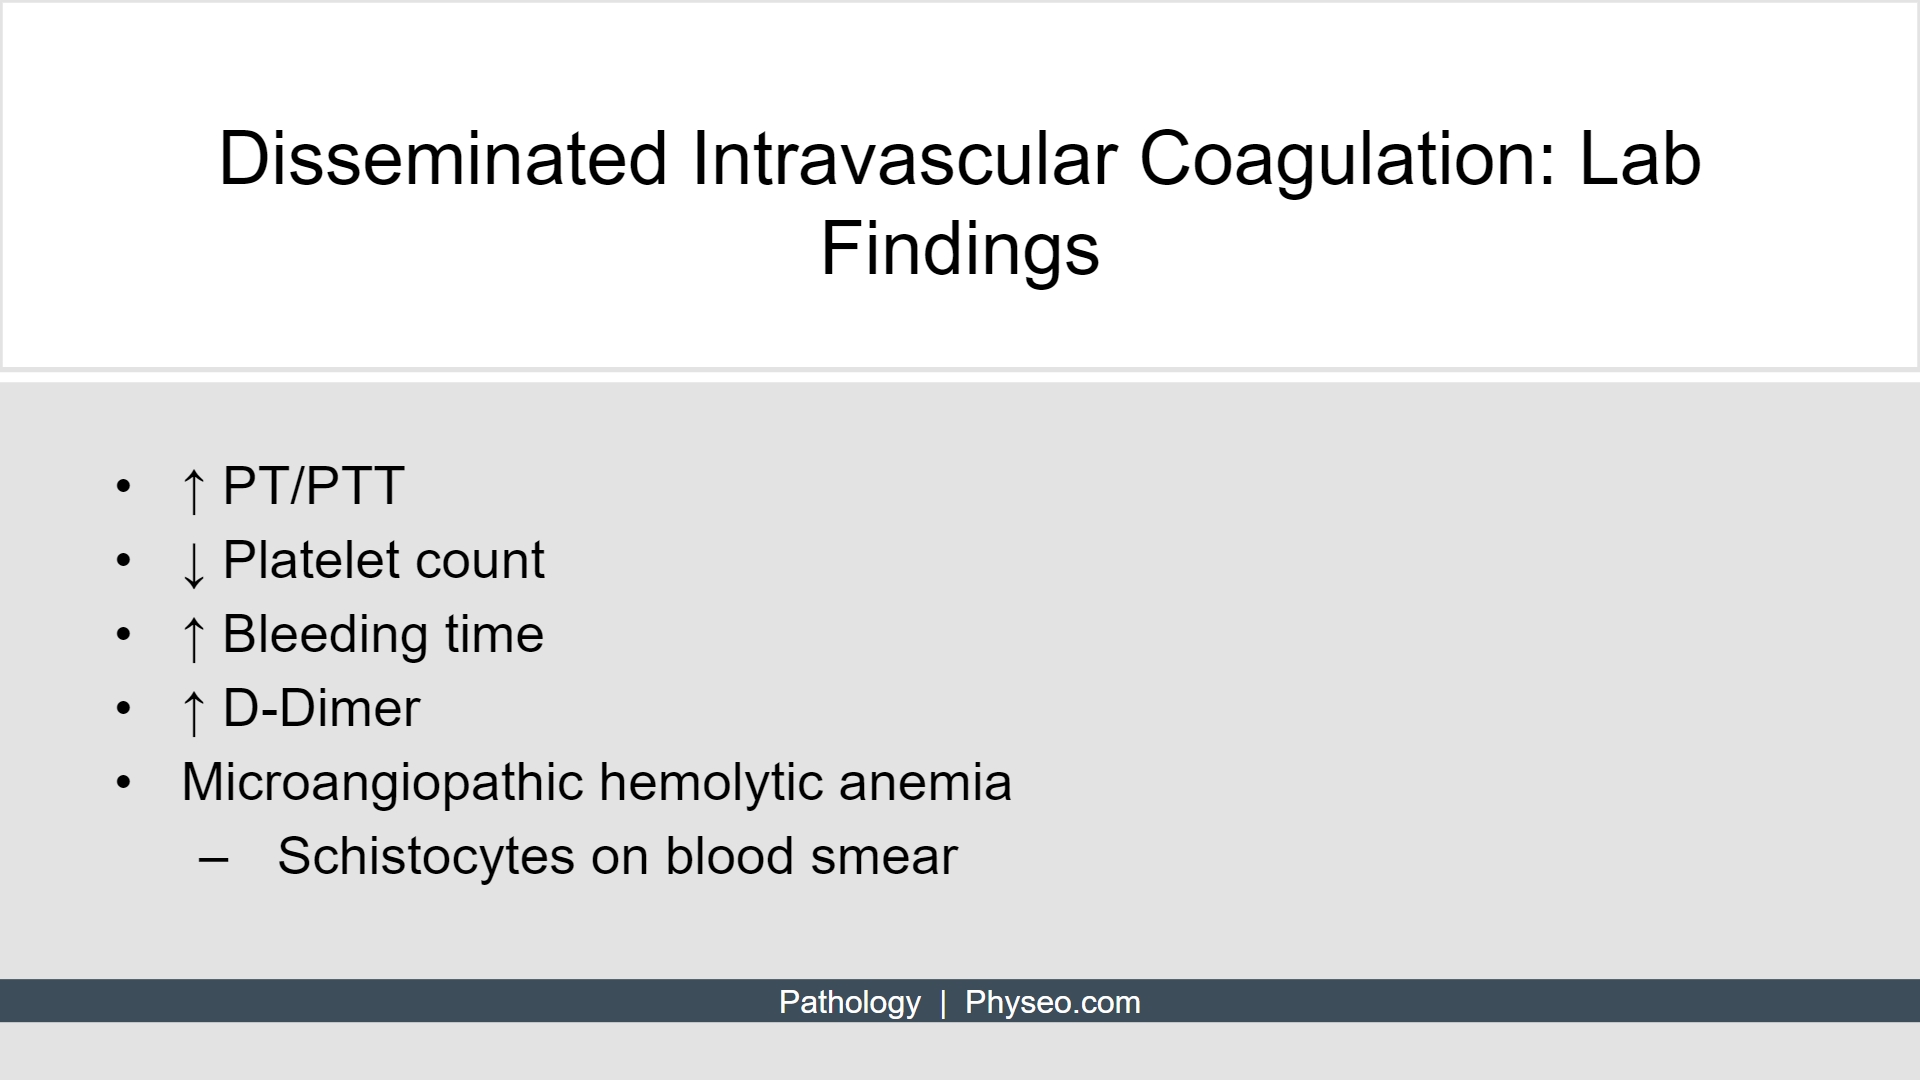 Disseminated Intravascular Coagulation: Lab
Findings
• ↑ PT/PTT
• ↓ Platelet count
• ↑ Bleeding time
• ↑ D-Dimer
• Microangiopathic hemolytic anemia
– Schistocytes on blood smear
Pathology | Physeo.com